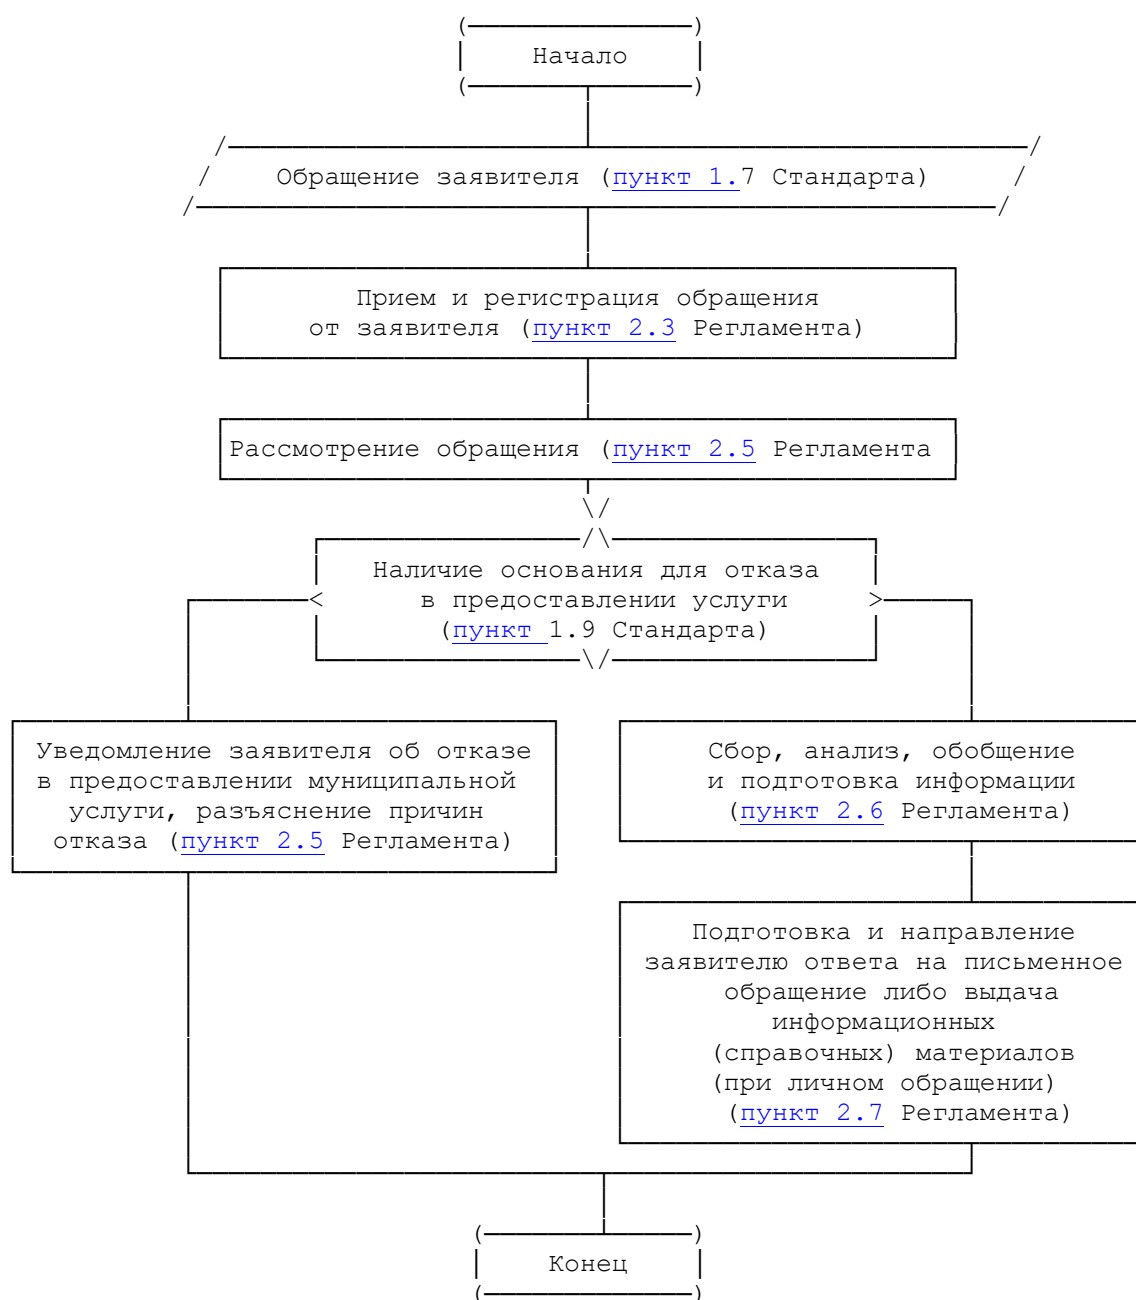 Начало
Обращение заявителя (пункт 1.7 Стандарта)
Прием и регистрация обращения
от заявителя (пункт 2.3 Регламента)
Рассмотрение обращения (пункт 2.5 Регламента
Наличие основания для отказа
в предоставлении услуги
(пункт 1.9 Стандарта)
Уведомление заявителя об отказе
в предоставлении муниципальной
услуги, разъяснение причин
отказа (пункт 2.5 Регламента)
Сбор, анализ, обобщение
и подготовка информации
(пункт 2.6 Регламента)
Подготовка и направление
заявителю ответа на письменное
обращение либо выдача
информационных
(справочных) материалов
(при личном обращении)
(пункт 2.7 Регламента)
Конец